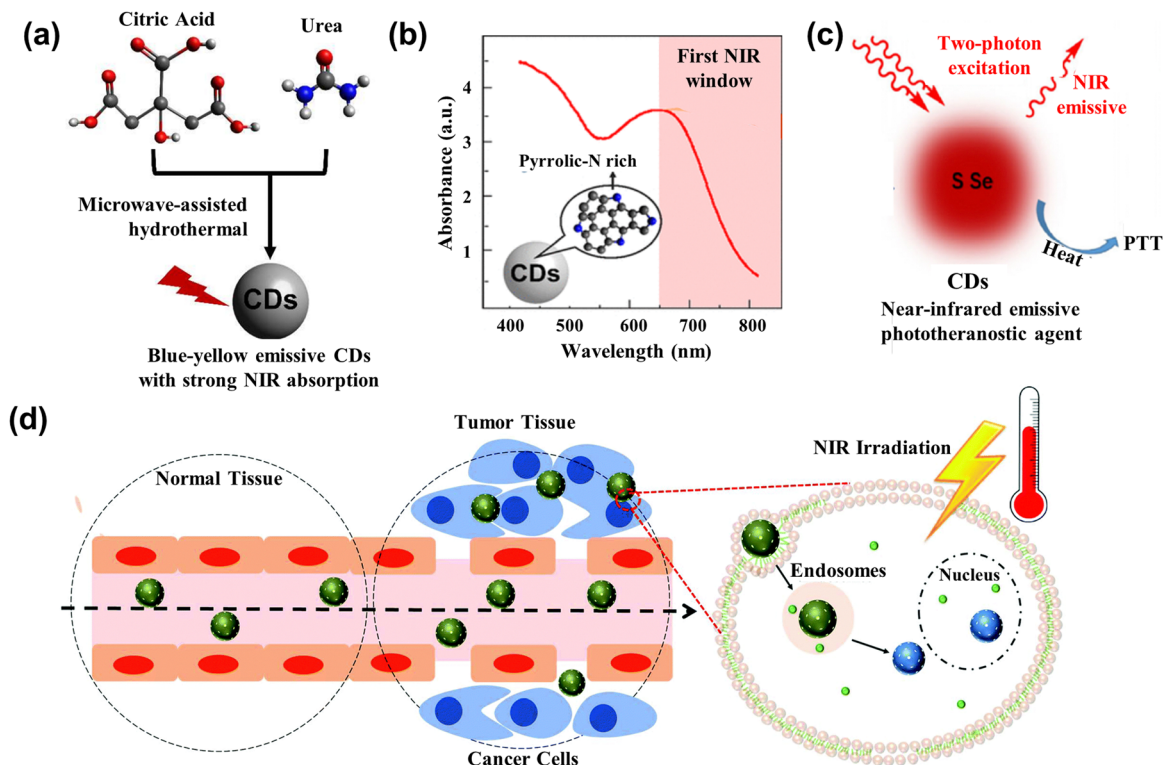 (a)
Citric Acid
Urea
Microwave-assisted
hydrothermal
CDs
Blue-yellow emissive CDs
with strong NIR absorption
(b)
First NIR
window
Pyrrolic-N rich
CDs
Absorbance (a.u.)
4
3
2
1
400
500
600
700
800
Wavelength (nm)
(c)
Two-photon
excitation
NIR
emissive
S Se
Heat
PTT
CDs
Near-infrared emissive
phototheranostic agent
(d)
Normal Tissue
Tumor Tissue
Cancer Cells
NIR Irradiation
Endosomes
Nucleus